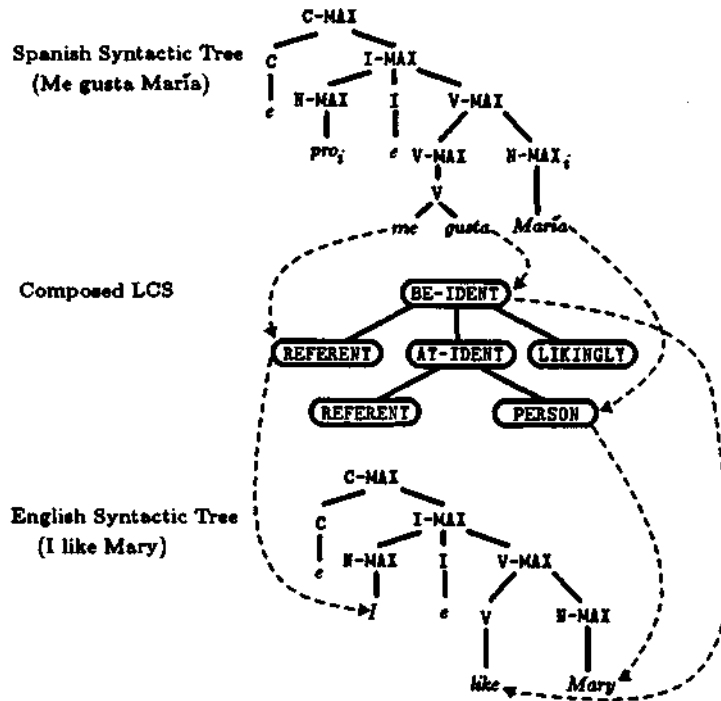 C-MAX
Spanish Syntactic Tree C I-MAX
(Me gusta María) N-MAX I V-MAX
e
pro_i e V-MAX N-MAX_i
V
me gusta María
Composed LCS BE-IDENT
REFERENT AT-IDENT LIKINGLY
REFERENT PERSON
C-MAX
English Syntactic Tree C I-MAX
(I like Mary)
e N-MAX I V-MAX
I e V N-MAX
like Mary